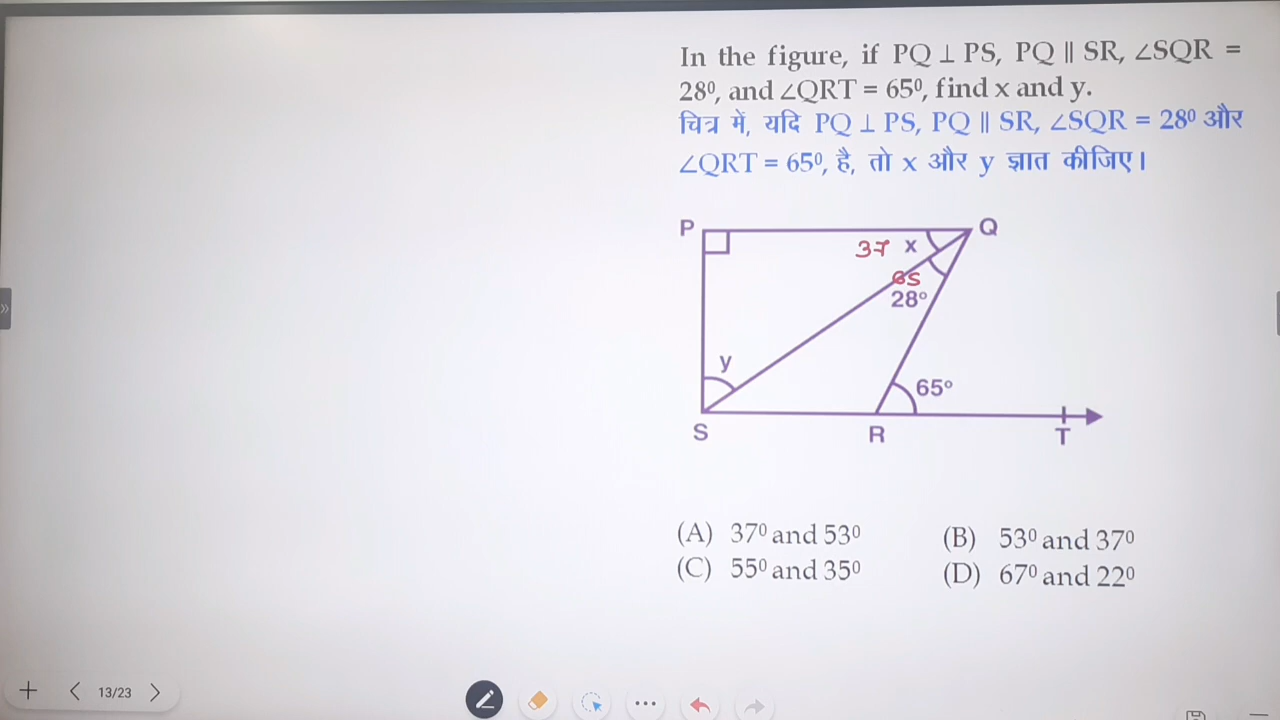 In the figure, if PQ ⊥ PS, PQ ∥ SR, ∠SQR =
28⁰, and ∠QRT = 65⁰, find x and y.
चित्र में, यदि PQ ⊥ PS, PQ ∥ SR, ∠SQR = 28⁰ और
∠QRT = 65⁰, है, तो x और y ज्ञात कीजिए।
P
Q
37 x
65
28°
y
65°
S
R
T
(A) 37⁰ and 53⁰
(B) 53⁰ and 37⁰
(C) 55⁰ and 35⁰
(D) 67⁰ and 22⁰
13/23